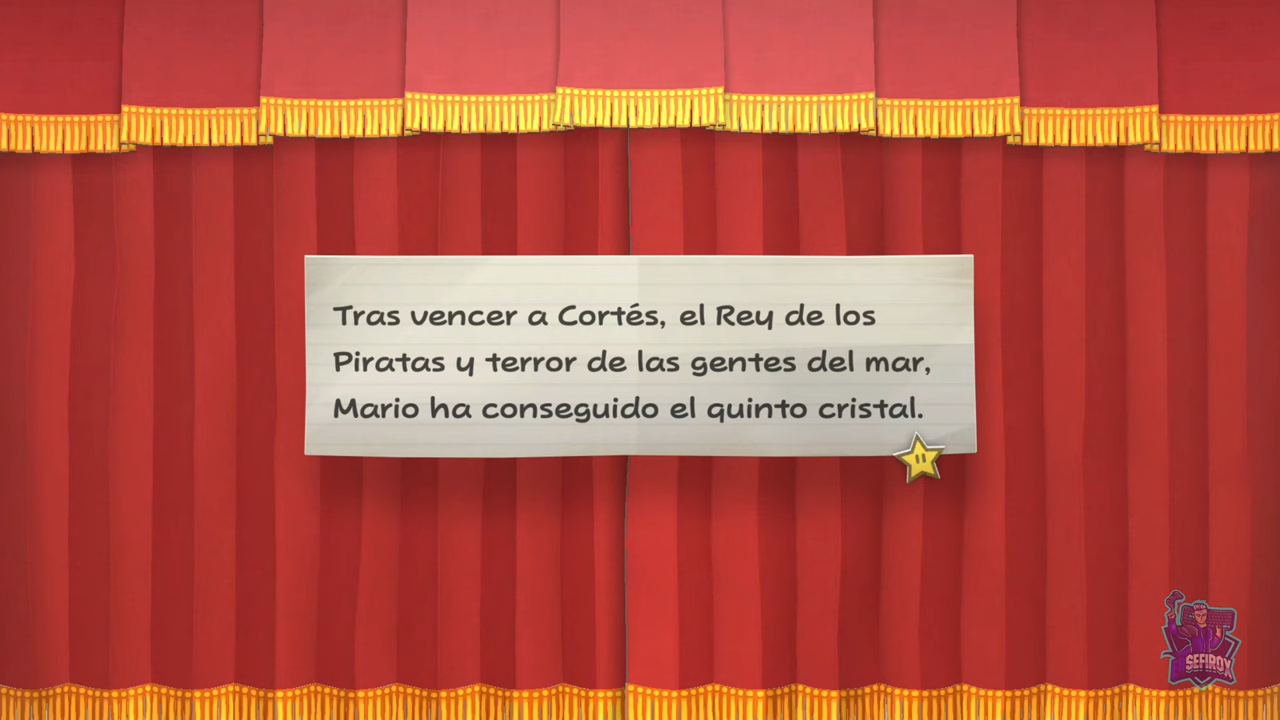 Tras vencer a Cortés, el Rey de los
Piratas y terror de las gentes del mar,
Mario ha conseguido el quinto cristal.
SEFIROX